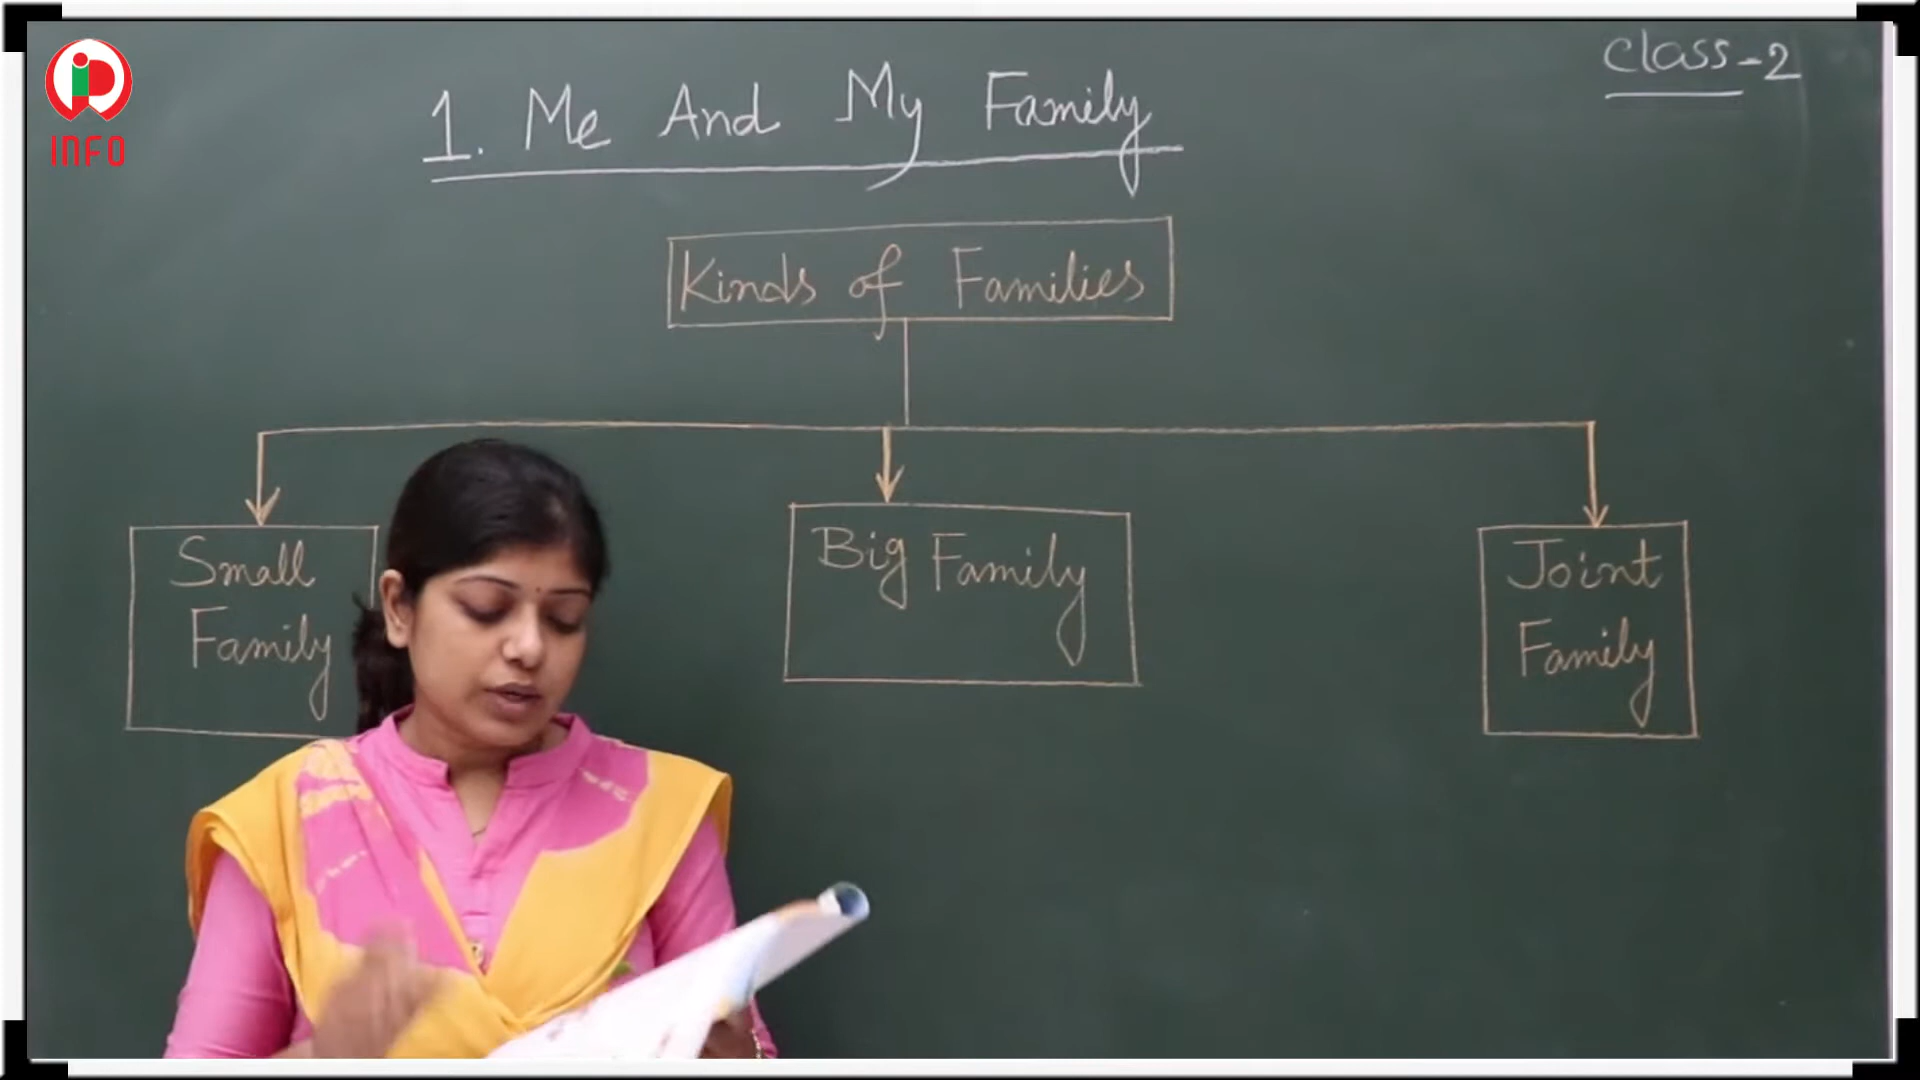 INFO
Class-2
1. Me And My Family
Kinds of Families
Small
Family
Big Family
Joint
Family